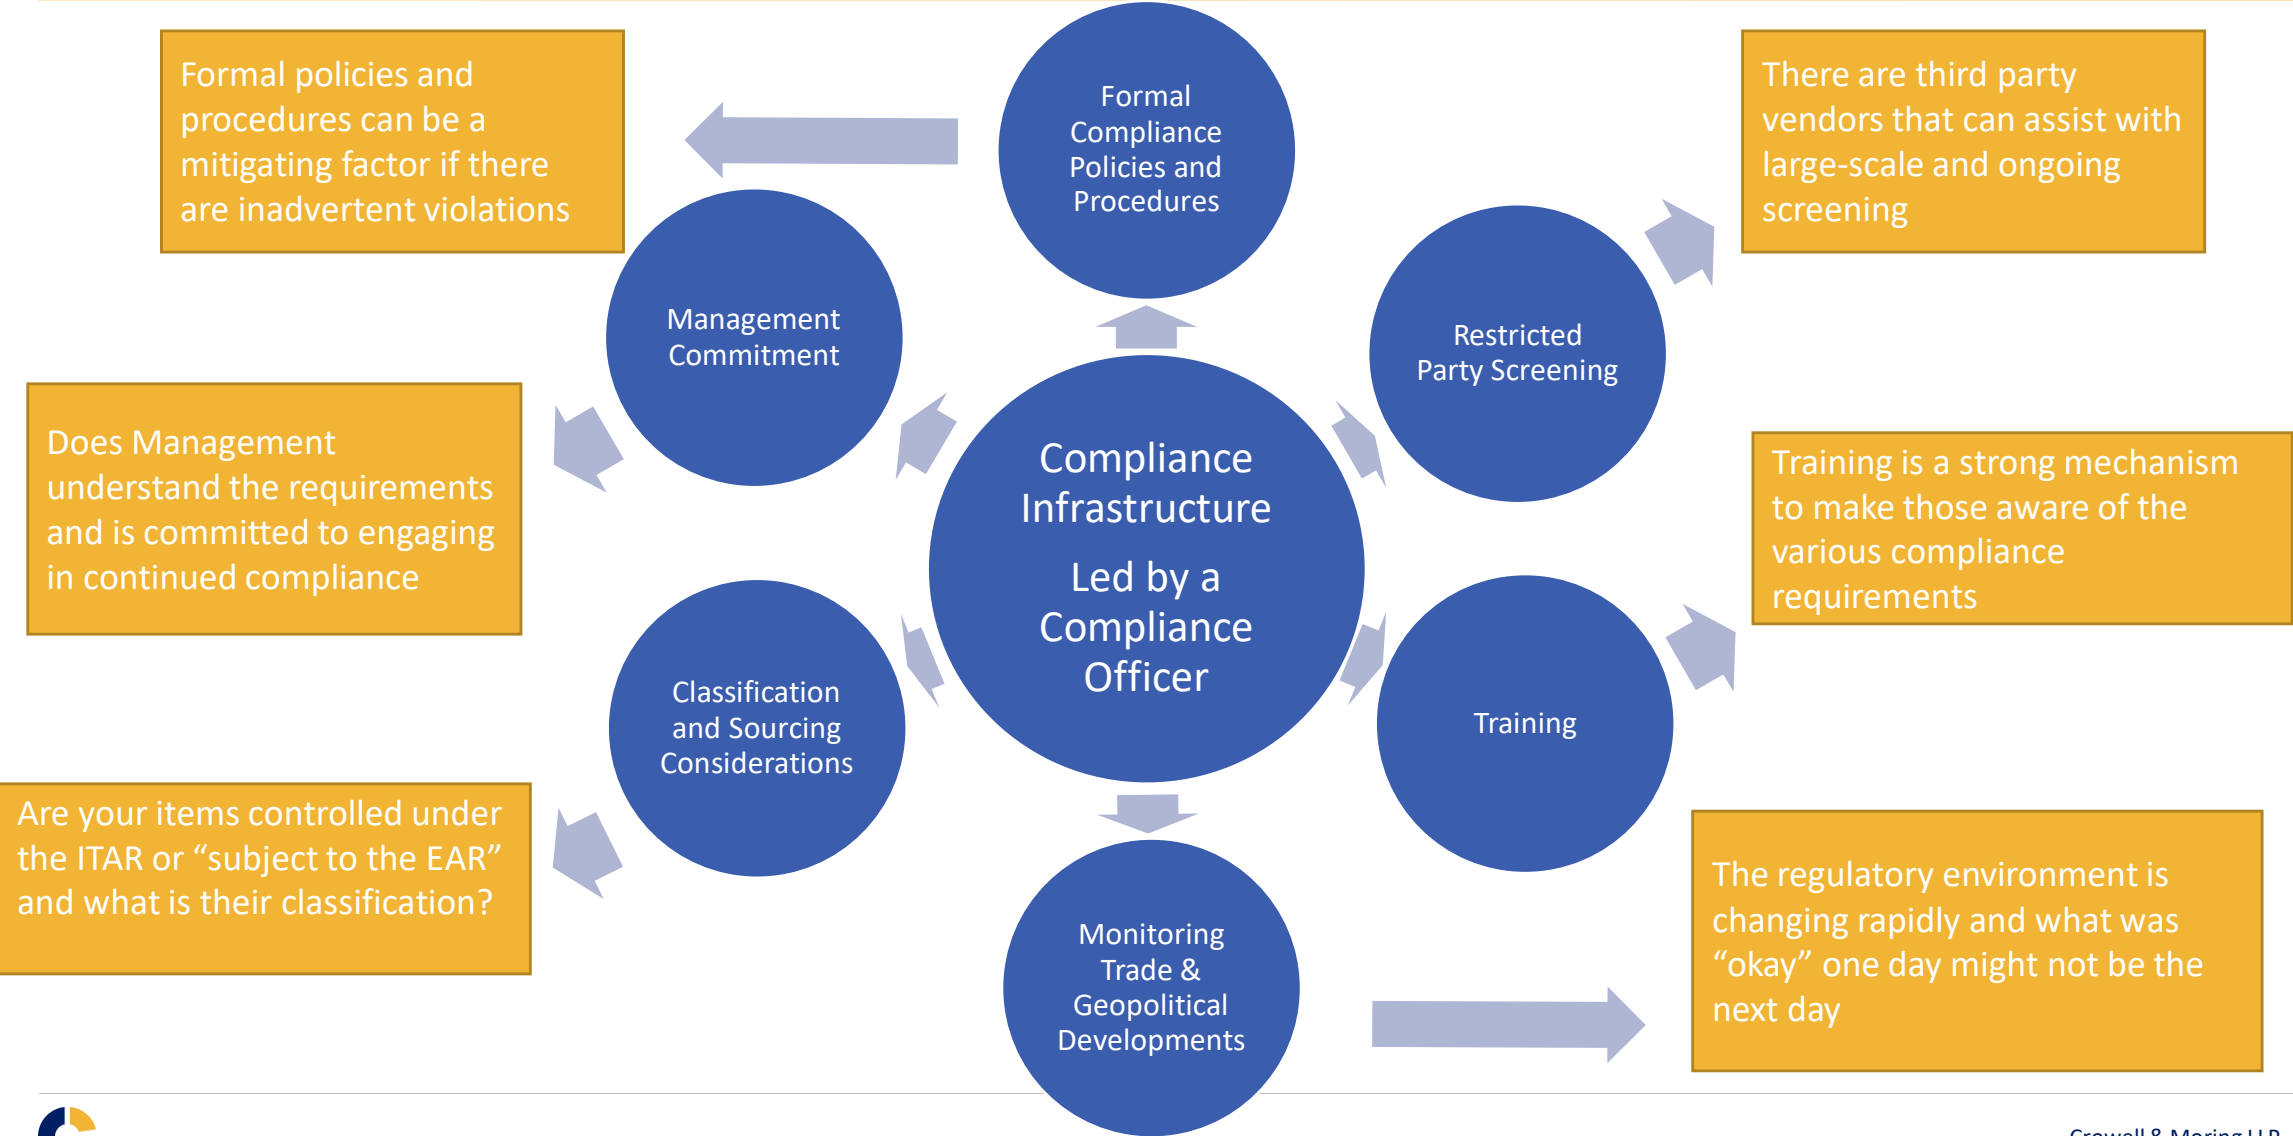 Formal policies and
procedures can be a
mitigating factor if there
are inadvertent violations
Formal
Compliance
Policies and
Procedures
There are third party
vendors that can assist with
large-scale and ongoing
screening
Management
Commitment
Restricted
Party Screening
Does Management
understand the requirements
and is committed to engaging
in continued compliance
Compliance
Infrastructure
Led by a
Compliance
Officer
Training is a strong mechanism
to make those aware of the
various compliance
requirements
Classification
and Sourcing
Considerations
Training
Are your items controlled under
the ITAR or “subject to the EAR”
and what is their classification?
Monitoring
Trade &
Geopolitical
Developments
The regulatory environment is
changing rapidly and what was
“okay” one day might not be the
next day
Crowell & Moring LLP